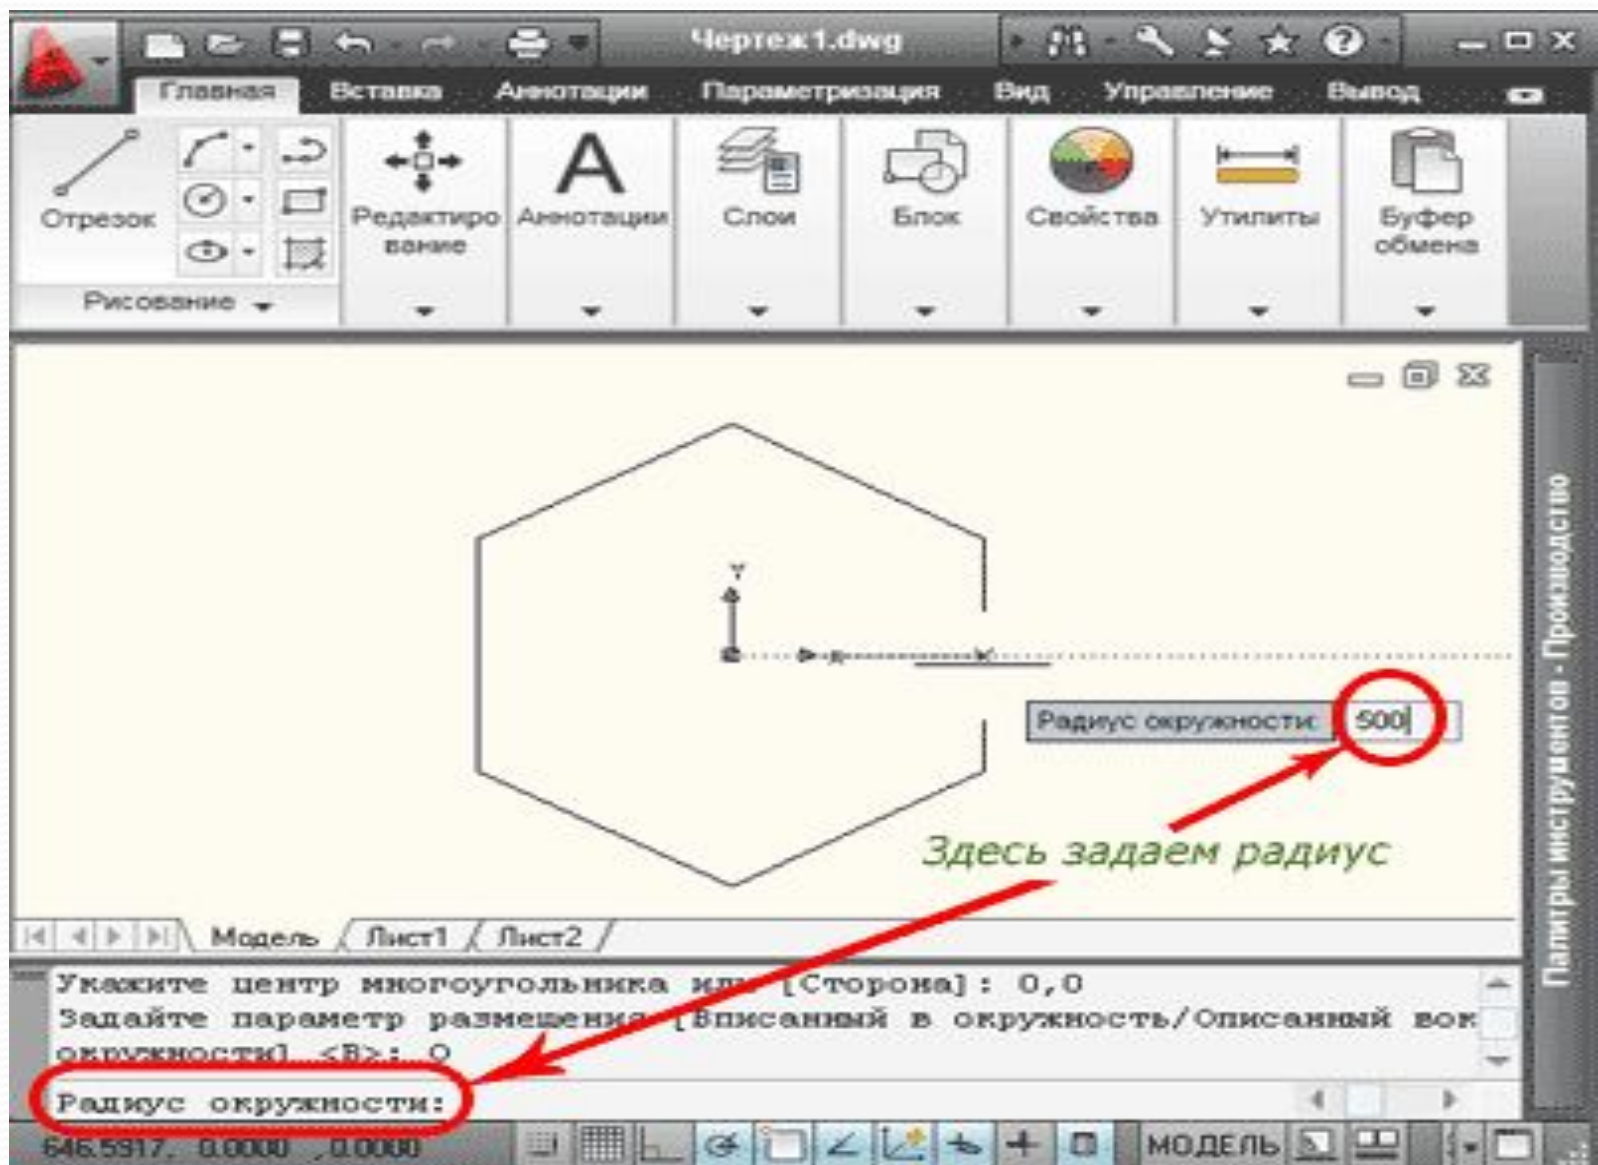 Чертеж1.dwg
Главная Вставка Аннотации Параметризация Вид Управление Вывод
Отрезок
Редактиро
вание
Аннотации
Слои
Блок
Свойства
Утилиты
Буфер
обмена
Рисование
Y
X
Радиус окружности: 500
Здесь задаем радиус
Палитры инструментов - Производство
Модель Лист1 Лист2
Укажите центр многоугольника или [Сторона]: 0,0
Задайте параметр размещения [Вписанный в окружность/Описанный вок
окружности] <В>: О
Радиус окружности:
646.5917, 0.0000 , 0.0000 МОДЕЛЬ